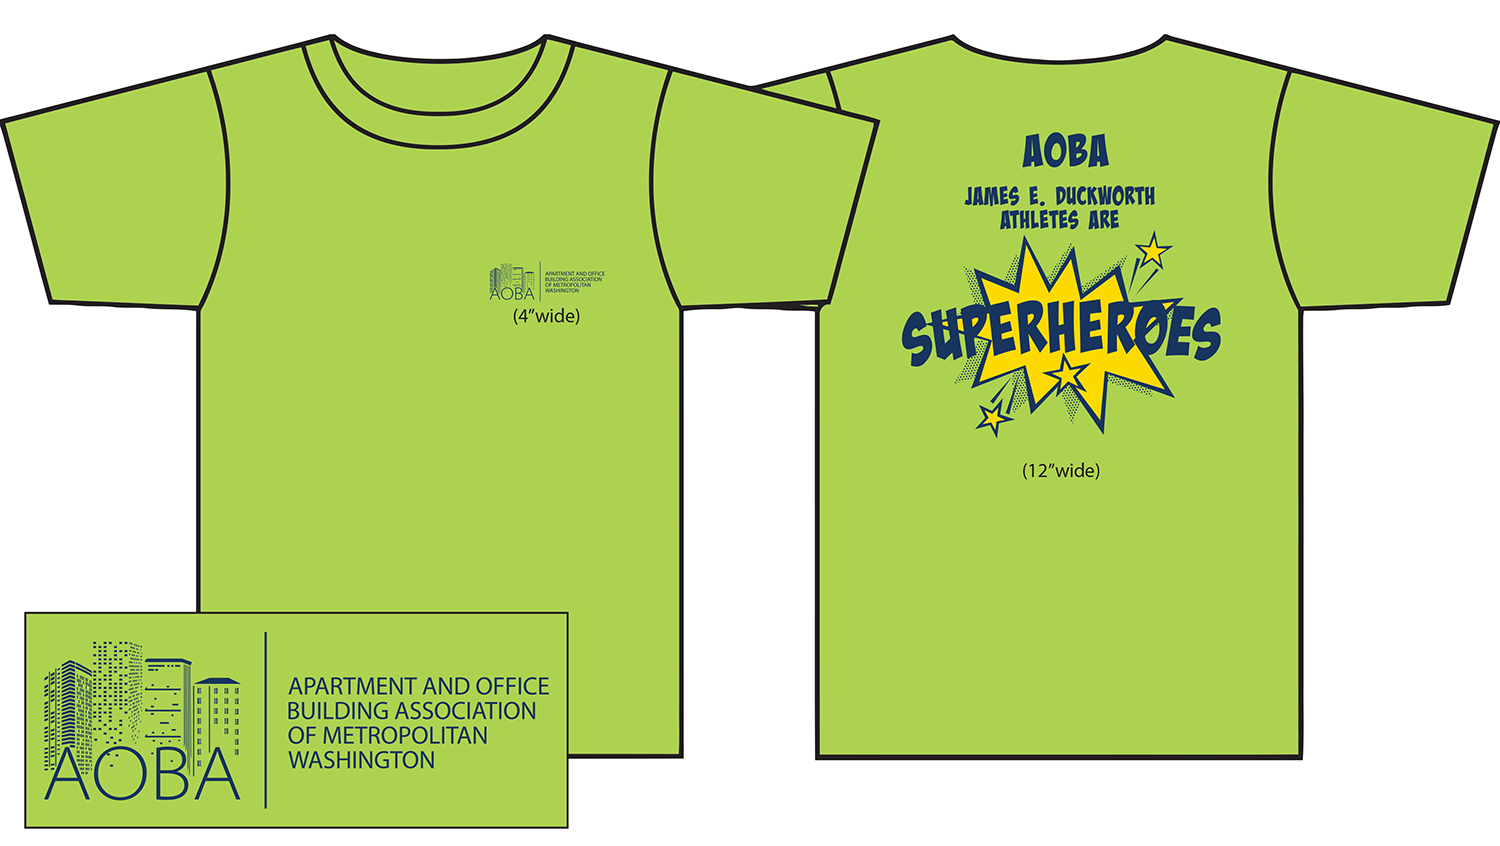 AOBA
APARTMENT AND OFFICE
BUILDING ASSOCIATION
OF METROPOLITAN
WASHINGTON
(4"wide)
AOBA
JAMES E. DUCKWORTH
ATHLETES ARE
SUPERHEROES
(12"wide)
AOBA
APARTMENT AND OFFICE
BUILDING ASSOCIATION
OF METROPOLITAN
WASHINGTON